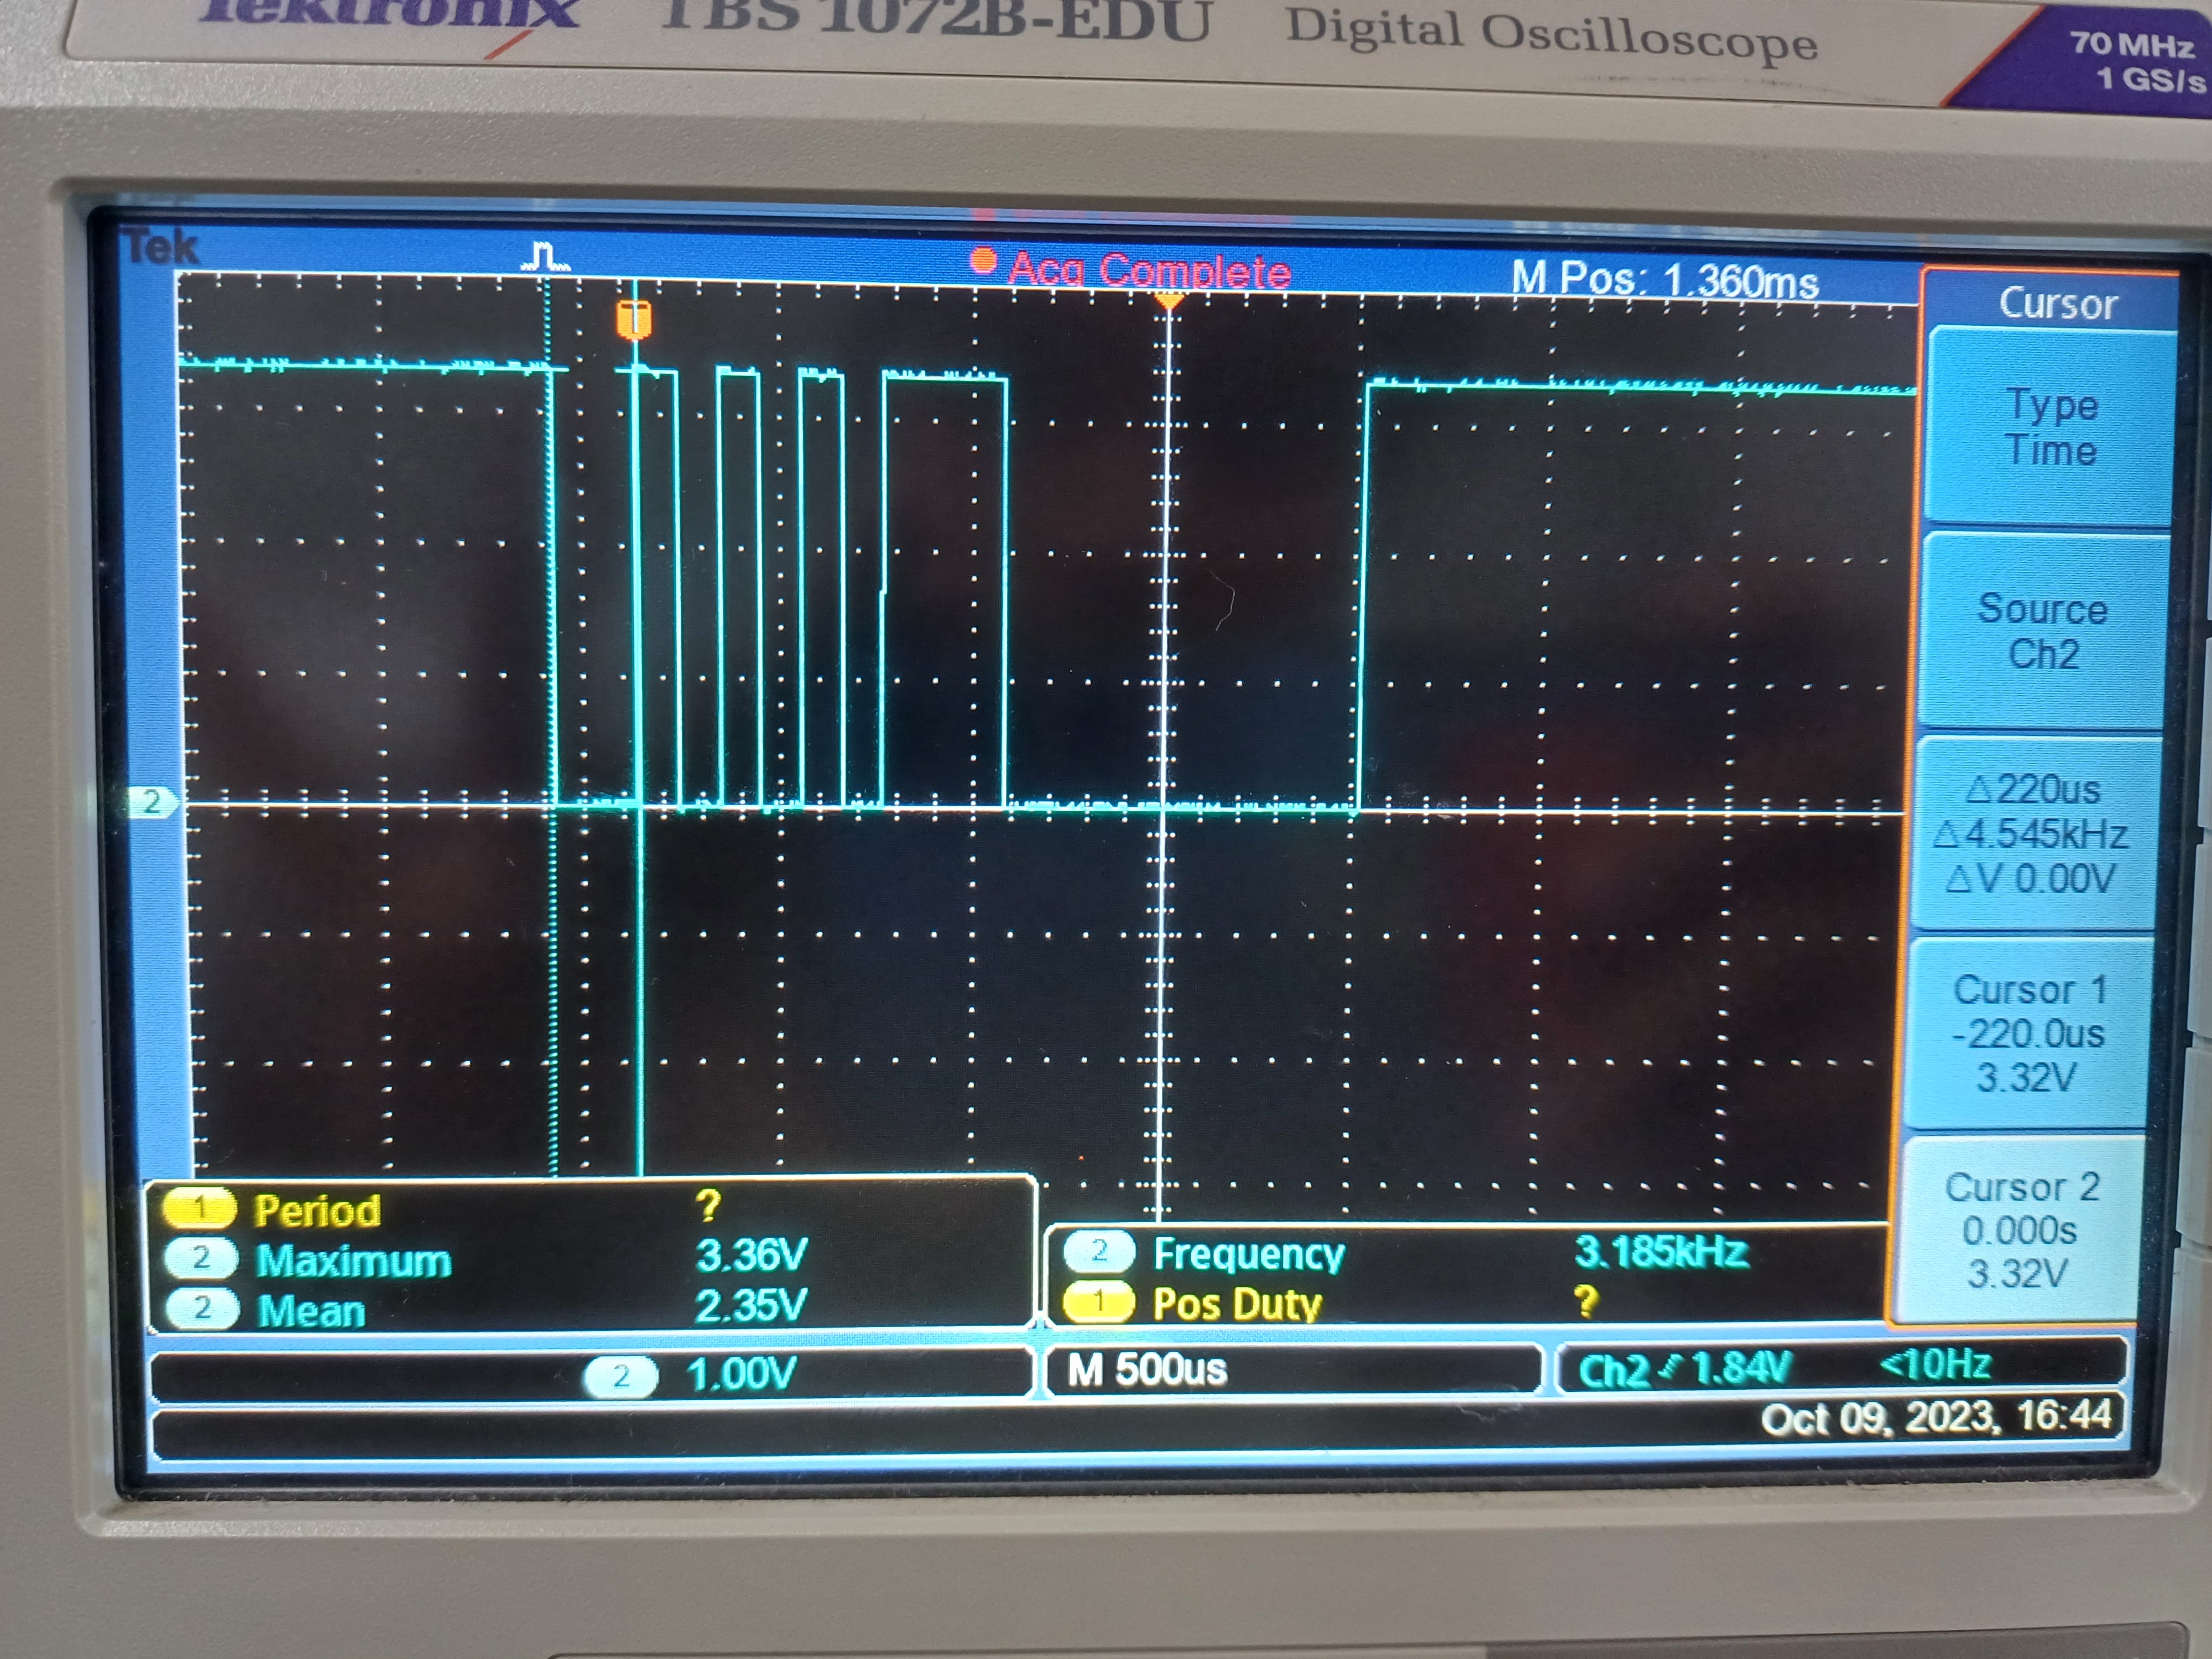 Tektronix TBS 1072B-EDU Digital Oscilloscope
70 MHz
1 GS/s
Tek
Acq Complete
M Pos: 1.360ms
T
2
Cursor
Type
Time
Source
Ch2
△220us
△4.545kHz
△V 0.00V
Cursor 1
-220.0us
3.32V
Cursor 2
0.000s
3.32V
1 Period ?
2 Maximum 3.36V
2 Mean 2.35V
2 Frequency 3.185kHz
1 Pos Duty ?
2 1.00V
M 500us
Ch2 1.84V <10Hz
Oct 09, 2023, 16:44